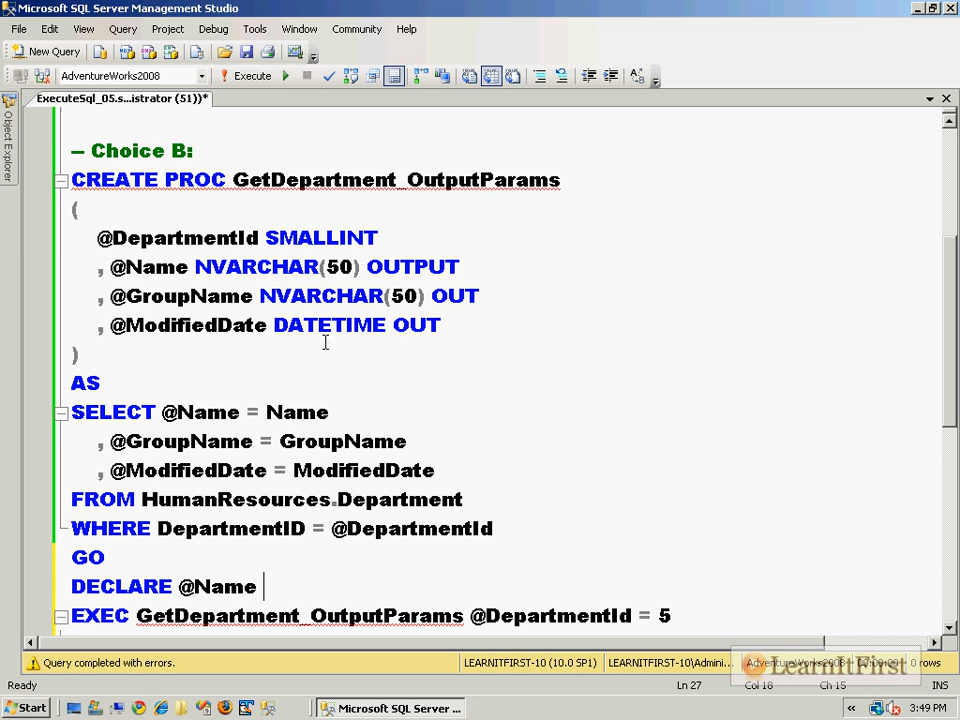 Microsoft SQL Server Management Studio
File Edit View Query Project Debug Tools Window Community Help
New Query
AdventureWorks2008 Execute
ExecuteSql_05.s...istrator (51))*
Object Explorer
-- Choice B:
CREATE PROC GetDepartment_OutputParams
(
@DepartmentId SMALLINT
, @Name NVARCHAR(50) OUTPUT
, @GroupName NVARCHAR(50) OUT
, @ModifiedDate DATETIME OUT
)
AS
SELECT @Name = Name
, @GroupName = GroupName
, @ModifiedDate = ModifiedDate
FROM HumanResources.Department
WHERE DepartmentID = @DepartmentId
GO
DECLARE @Name
EXEC GetDepartment_OutputParams @DepartmentId = 5
Query completed with errors. LEARNITFIRST-10 (10.0 SP1) LEARNITFIRST-10\Admini... AdventureWorks2008 00:00:00 0 rows
LearnItFirst
Ready Ln 27 Col 18 Ch 15 INS
Start Microsoft SQL Server ... « 3:49 PM